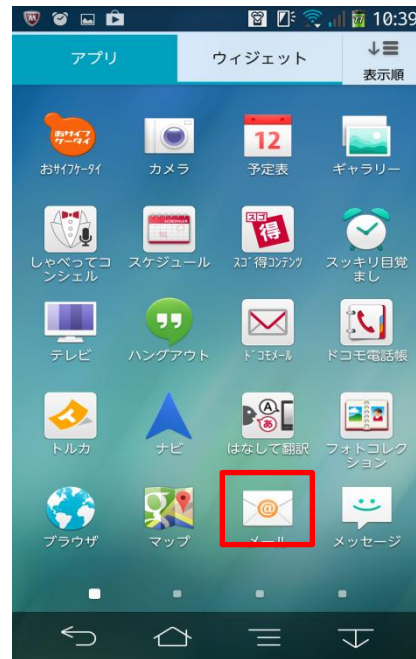 10:39
アプリ
ウィジェット
表示順
おサイフ
ケータイ
12
おサイフケータイ
カメラ
予定表
ギャラリー
スゴ
得
しゃべってコ
ンシェル
スケジュール
スゴ得コンテンツ
スッキリ目覚
まし
テレビ
ハングアウト
ドコモメール
ドコモ電話帳
A
あ
トルカ
ナビ
はなして翻訳
フォトコレク
ション
g
@
ブラウザ
マップ
メール
メッセージ